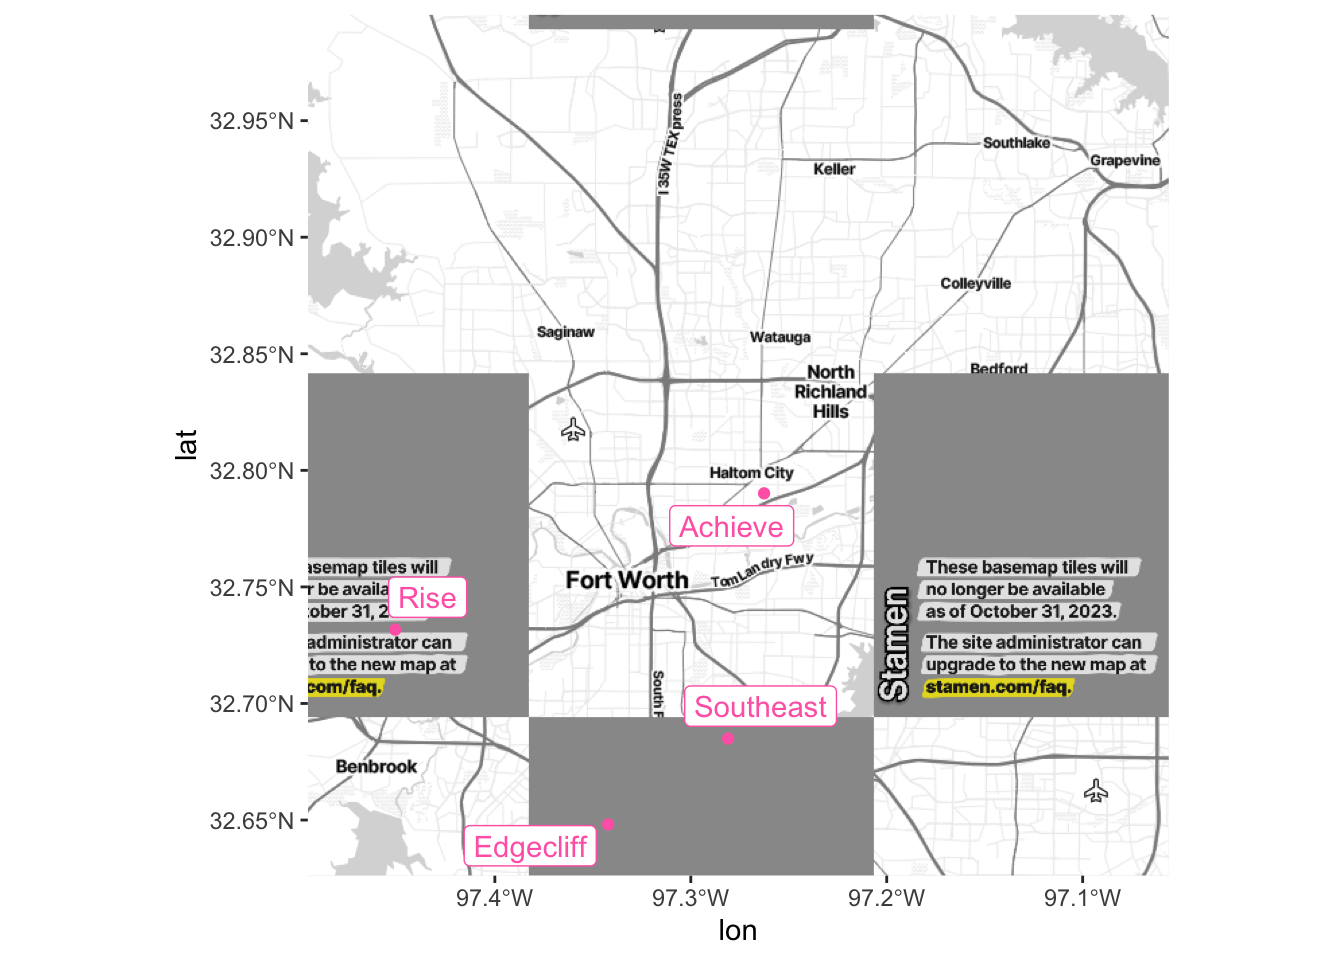 32.95°N
32.90°N
32.85°N
32.80°N
32.75°N
32.70°N
32.65°N
lat
I 35W TEXpress
Southlake
Keller
Grapevine
Colleyville
Saginaw
Watauga
Bedford
North
Richland
Hills
Haltom City
Achieve
Fort Worth
Tom Landry Fwy
asemap tiles will
r be availa
tober 31, 2
administrator can
to the new map at
com/faq.
Rise
Stamen
These basemap tiles will
no longer be available
as of October 31, 2023.
The site administrator can
upgrade to the new map at
stamen.com/faq.
South F
Southeast
Benbrook
Edgecliff
97.4°W
97.3°W
97.2°W
97.1°W
lon